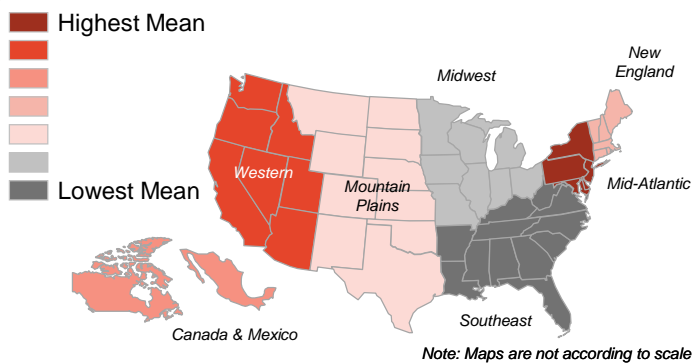 Highest Mean
Lowest Mean
New
England
Midwest
Western
Mountain
Plains
Mid-Atlantic
Southeast
Canada & Mexico
Note: Maps are not according to scale